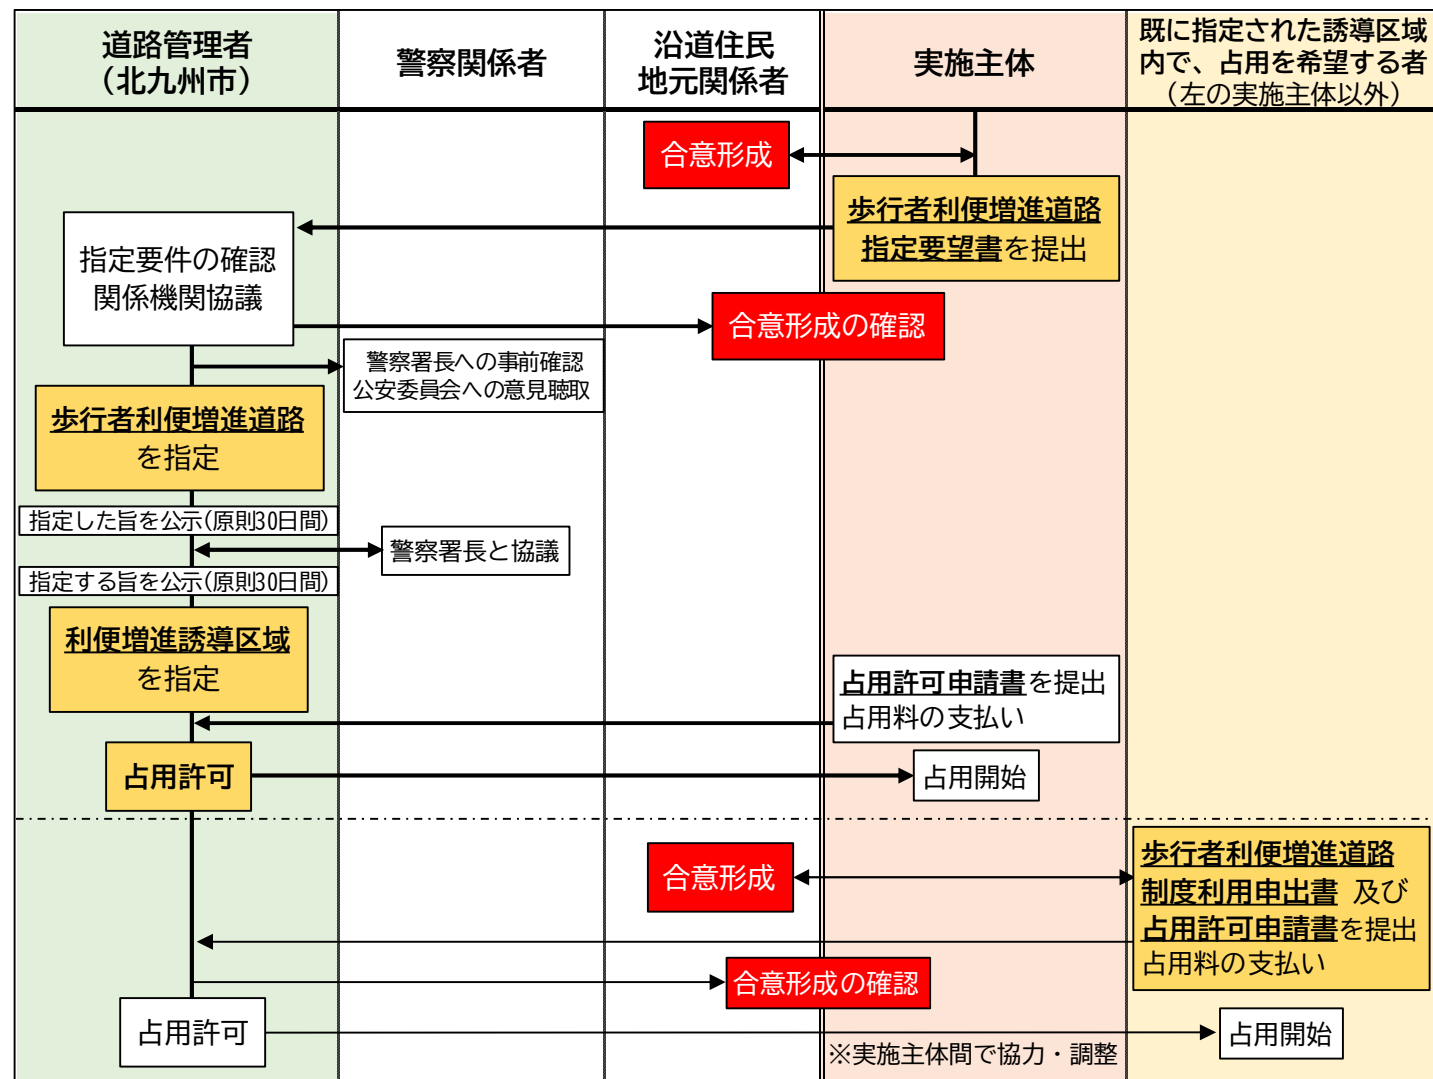 道路管理者
（北九州市）
警察関係者
沿道住民
地元関係者
実施主体
既に指定された誘導区域
内で、占用を希望する者
（左の実施主体以外）
合意形成
歩行者利便増進道路
指定要望書を提出
指定要件の確認
関係機関協議
合意形成の確認
警察署長への事前確認
公安委員会への意見聴取
歩行者利便増進道路
を指定
指定した旨を公示(原則30日間)
警察署長と協議
指定する旨を公示(原則30日間)
利便増進誘導区域
を指定
占用許可申請書を提出
占用料の支払い
占用許可
占用開始
合意形成
歩行者利便増進道路
制度利用申出書 及び
占用許可申請書を提出
占用料の支払い
合意形成の確認
占用許可
占用開始
※実施主体間で協力・調整